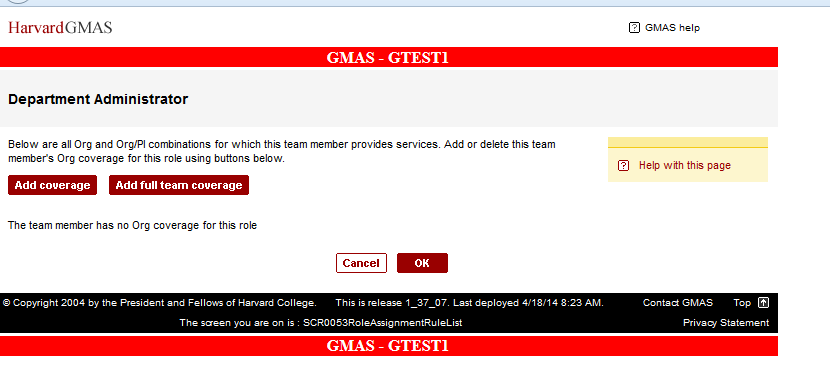 HarvardGMAS
GMAS help
GMAS - GTEST1
Department Administrator
Below are all Org and Org/PI combinations for which this team member provides services. Add or delete this team
member's Org coverage for this role using buttons below.
Help with this page
Add coverage
Add full team coverage
The team member has no Org coverage for this role
Cancel
OK
© Copyright 2004 by the President and Fellows of Harvard College. This is release 1_37_07. Last deployed 4/18/14 8:23 AM. Contact GMAS Top
The screen you are on is : SCR0053RoleAssignmentRuleList Privacy Statement
GMAS - GTEST1